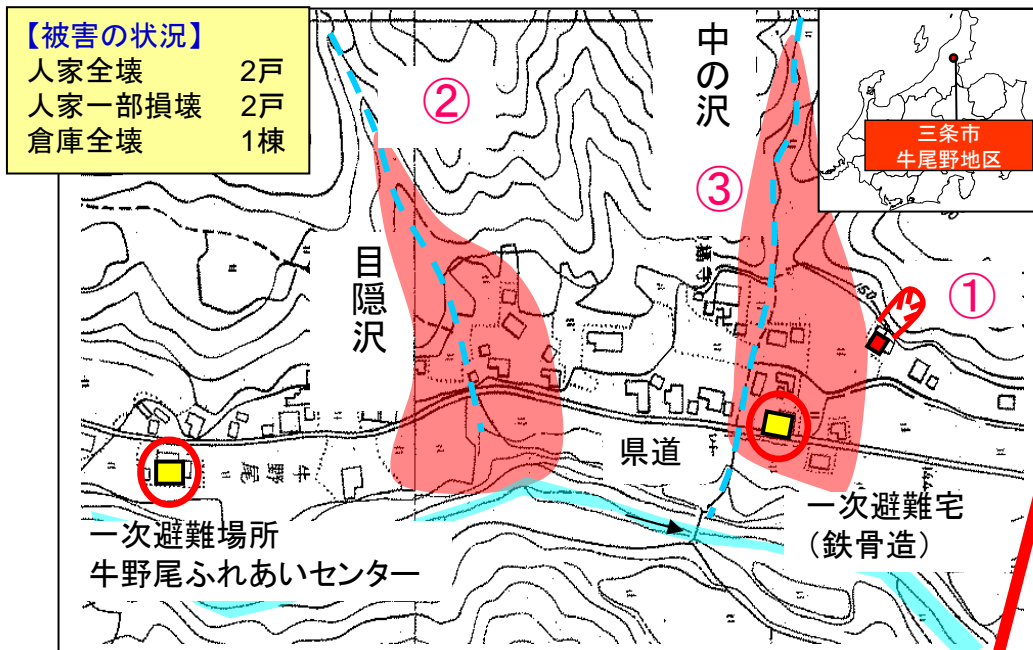 【被害の状況】
人家全壊 2戸
人家一部損壊 2戸
倉庫全壊 1棟
②
中の沢
三条市
牛尾野地区
③
目隠沢
①
150
県道
牛野尾
一次避難場所
牛野尾ふれあいセンター
一次避難宅
（鉄骨造）